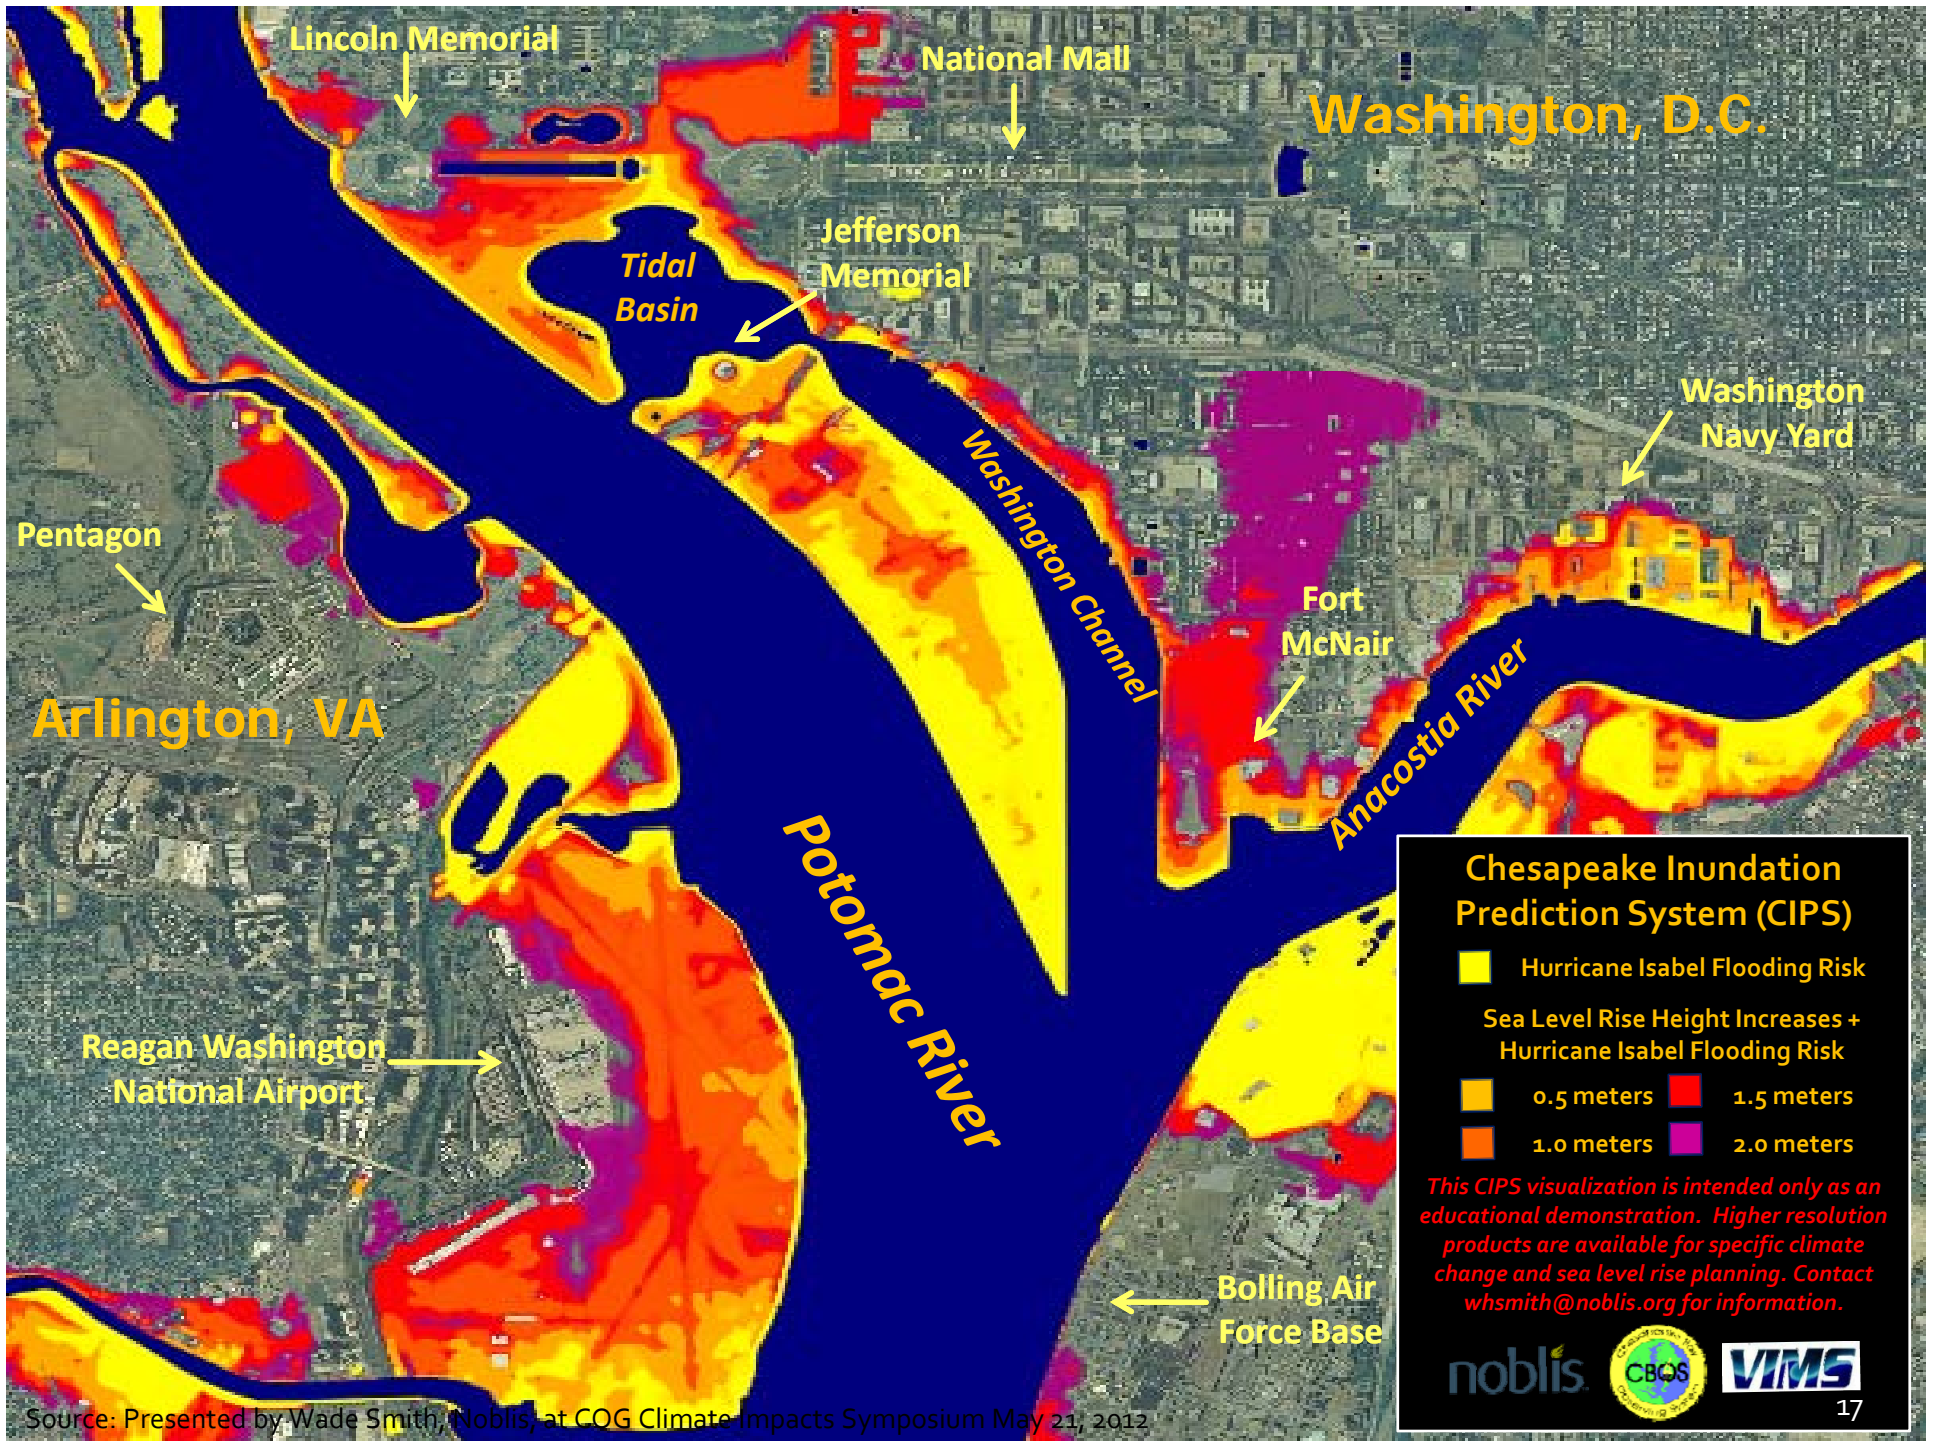 Lincoln Memorial
National Mall
Washington, D.C.
Jefferson
Memorial
Tidal
Basin
Washington
Navy Yard
Washington Channel
Pentagon
Fort
McNair
Arlington, VA
Anacostia River
Potomac River
Reagan Washington
National Airport
Bolling Air
Force Base
Chesapeake Inundation
Prediction System (CIPS)
Hurricane Isabel Flooding Risk
Sea Level Rise Height Increases +
Hurricane Isabel Flooding Risk
0.5 meters
1.5 meters
1.0 meters
2.0 meters
This CIPS visualization is intended only as an
educational demonstration. Higher resolution
products are available for specific climate
change and sea level rise planning. Contact
whsmith@noblis.org for information.
noblis
CBOS
VIMS
17
Source: Presented by Wade Smith, Noblis, at COG Climate Impacts Symposium May 21, 2012